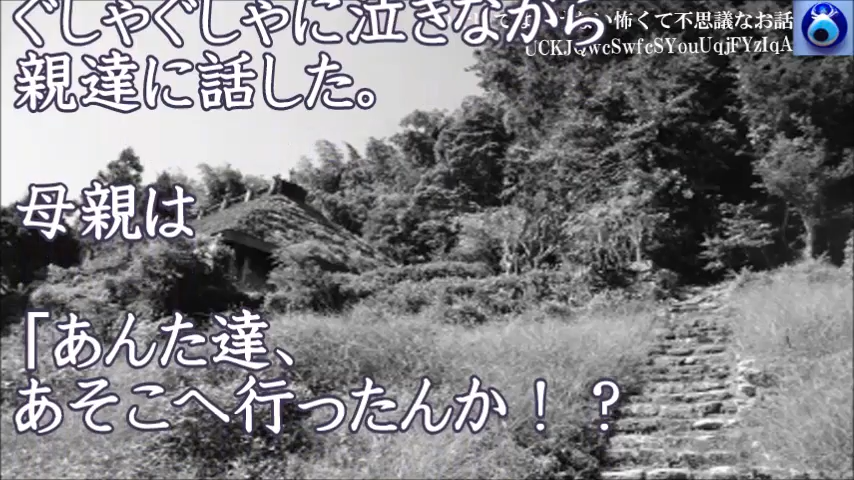 ぐしゃぐしゃに泣きながら
い怖くて不思議なお話
親達に話した。
母親は
「あんた達、
あそこへ行ったんか！？